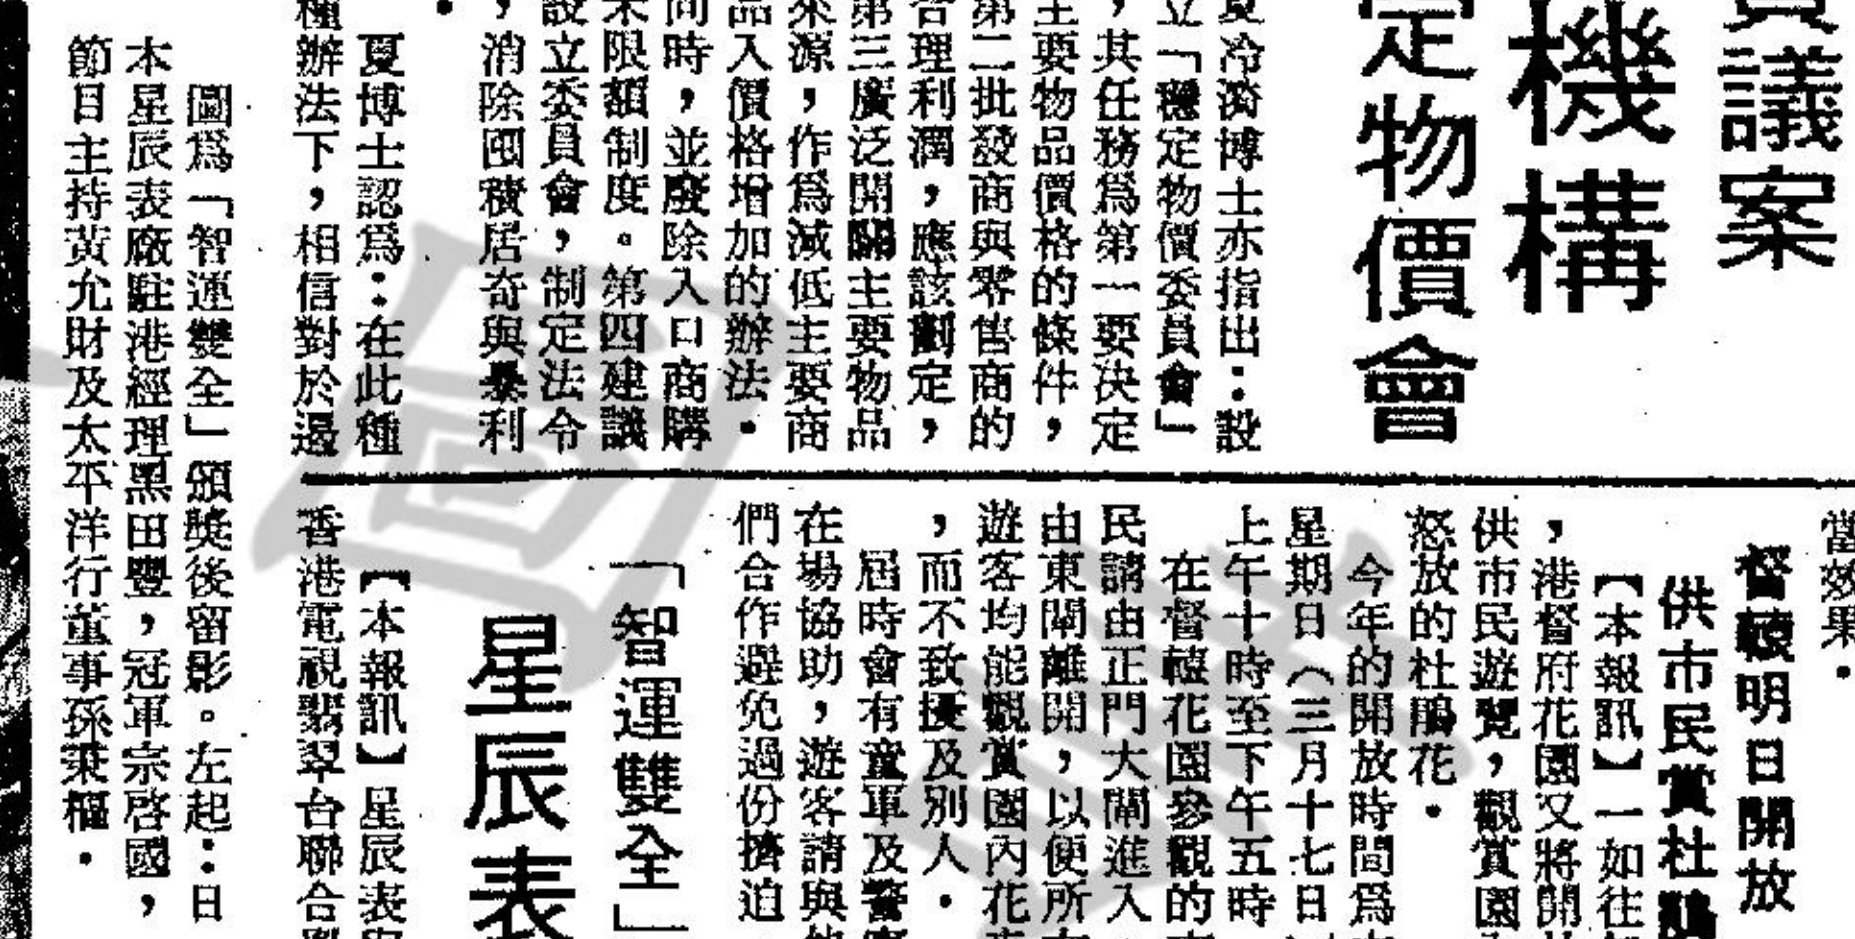 貝議案
機構
定物價會
夏冷濟博士亦指出：設
立「穩定物價委員會」
，其任務爲第一要決定
主要物品價格的條件，
第二批發商與零售商的
合理利潤，應該劃定，
第三廣泛開闢主要物品
來源，作爲減低主要商
品入價格增加的辦法．
同時，並廢除入口商購
限額制度。第四建議
設立委員會，制定法令
，消除囤積居奇與暴利
．
夏博士認爲：在此種
種辦法下，相信對於遏
圖爲「智運雙全」頒獎後留影。左起：日
本星辰表廠駐港經理黑田豐，冠軍宗啓國，
節目主持黃允財及太平洋行董事孫秉樞．
當效果．
督轅明日開放
供市民賞杜鵑
【本報訊】一如往
，港督府花園又將開
供市民遊覽，觀賞園
怒放的杜鵑花．
今年的開放時間爲
星期日（三月十七日
上午十時至下午五時
在督轅花園參觀的
民請由正門大閘進入
由東閘離開，以便所
遊客均能觀賞園內花
，而不致擾及別人．
屆時會有童軍及警
在場協助，遊客請與
們合作避免過份擠迫
「智運雙全」
星辰表
【本報訊】星辰表
香港電視翡翠台聯合